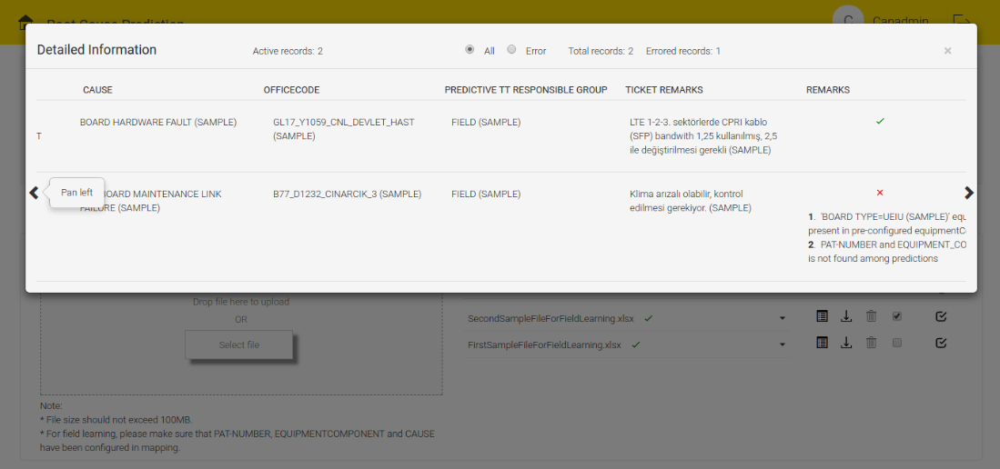 Root Cause Prediction
C
Canadmin
Detailed Information
Active records: 2
All
Error
Total records: 2
Errored records: 1
×
CAUSE
OFFICECODE
PREDICTIVE TT RESPONSIBLE GROUP
TICKET REMARKS
REMARKS
T
BOARD HARDWARE FAULT (SAMPLE)
GL17_Y1059_CNL_DEVLET_HAST
(SAMPLE)
FIELD (SAMPLE)
LTE 1-2-3. sektörlerde CPRI kablo
(SFP) bandwith 1,25 kullanılmış, 2,5
ile değiştirilmesi gerekli (SAMPLE)
Pan left
BOARD MAINTENANCE LINK
FAILURE (SAMPLE)
B77_D1232_CINARCIK_3 (SAMPLE)
FIELD (SAMPLE)
Klima arızalı olabilir, kontrol
edilmesi gerekiyor. (SAMPLE)
1. 'BOARD TYPE=UEIU (SAMPLE)' equ
present in pre-configured equipmentC
2. PAT-NUMBER and EQUIPMENT_CO
is not found among predictions
Drop file here to upload
OR
Select file
SecondSampleFileForFieldLearning.xlsx
FirstSampleFileForFieldLearning.xlsx
Note:
* File size should not exceed 100MB.
* For field learning, please make sure that PAT-NUMBER, EQUIPMENTCOMPONENT and CAUSE
have been configured in mapping.